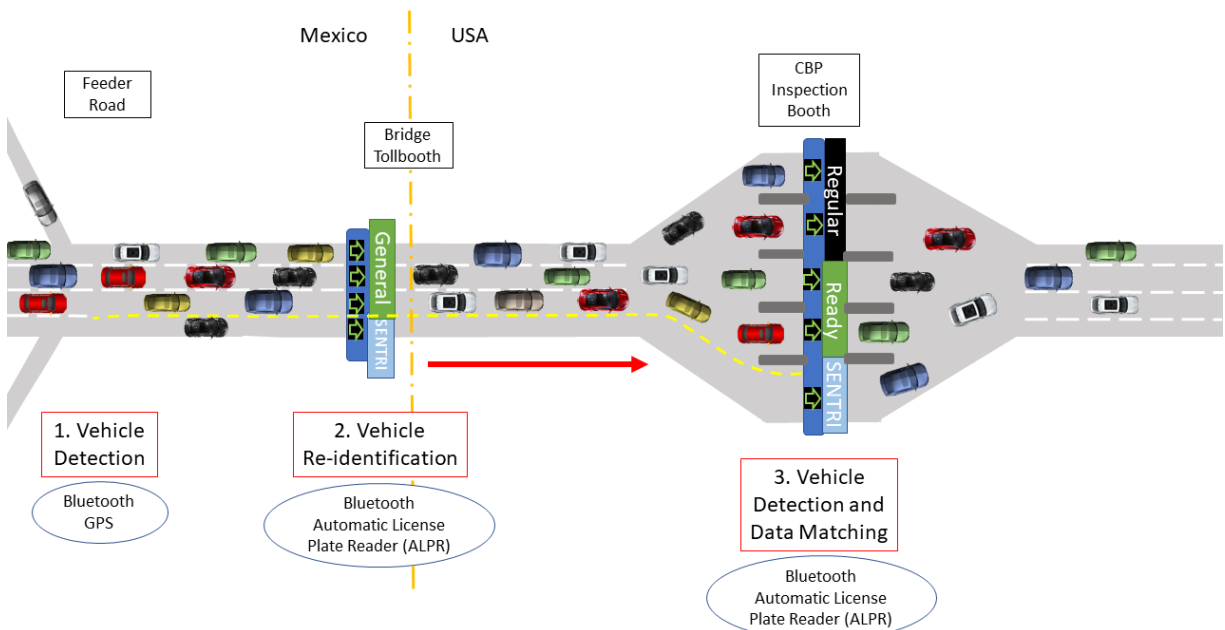 Mexico
USA
Feeder
Road
Bridge
Tollbooth
CBP
Inspection
Booth
General
SENTRI
Regular
Ready
SENTRI
1. Vehicle
Detection
Bluetooth
GPS
2. Vehicle
Re-identification
Bluetooth
Automatic License
Plate Reader (ALPR)
3. Vehicle
Detection and
Data Matching
Bluetooth
Automatic License
Plate Reader (ALPR)